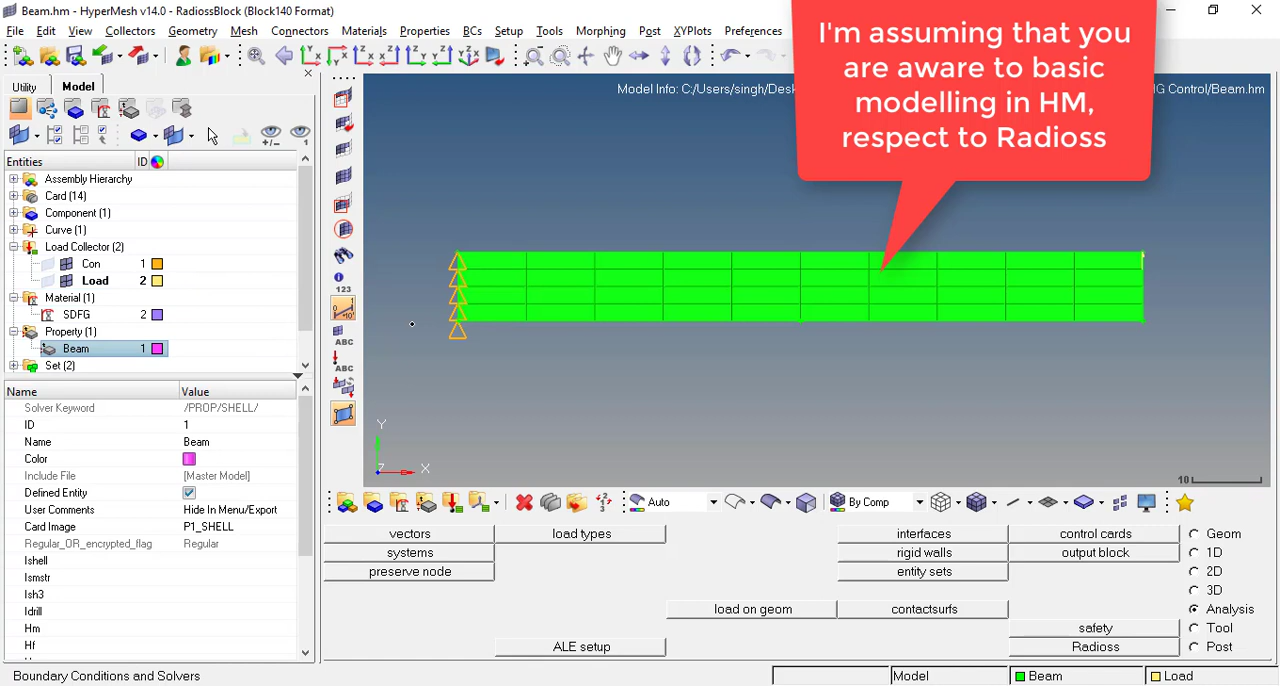 Beam.hm - HyperMesh v14.0 - RadiossBlock (Block140 Format)
File Edit View Collectors Geometry Mesh Connectors Materials Properties BCs Setup Tools Morphing Post XYPlots Preferences
I'm assuming that you
are aware to basic
modelling in HM,
respect to Radioss
Utility Model
Model Info: C:/Users/singh/Desk
G Control/Beam.hm
Entities ID
Assembly Hierarchy
Card (14)
Component (1)
Curve (1)
Load Collector (2)
Con 1
Load 2
Material (1)
SDFG 2
Property (1)
Beam 1
Set (2)
Name Value
Solver Keyword /PROP/SHELL/
ID 1
Name Beam
Color
Include File [Master Model]
Defined Entity
User Comments Hide In Menu/Export
Card Image P1_SHELL
Regular_OR_encrypted_flag Regular
Ishell
Ismstr
Ish3
Idrill
Hm
Hf
123
ABC
ABC
Y
Z X
10
Auto
By Comp
vectors load types interfaces control cards Geom
systems rigid walls output block 1D
preserve node entity sets 2D
3D
load on geom contactsurfs Analysis
safety Tool
ALE setup Radioss Post
Boundary Conditions and Solvers Model Beam Load